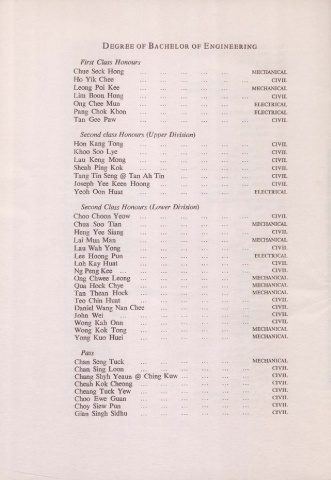 DEGREE OF BACHELOR OF ENGINEERING
First Class Honours
Chue Seck Hong ... ... ... ... ... MECHANICAL
Ho Yik Chee ... ... ... ... ... ... CIVIL
Leong Poi Kee ... ... ... ... ... MECHANICAL
Lim Boon Hong ... ... ... ... ... ... CIVIL
Ong Chee Mun ... ... ... ... ... ELECTRICAL
Pang Chok Khon ... ... ... ... ... ELECTRICAL
Tan Gee Paw ... ... ... ... ... ... CIVIL
Second class Honours (Upper Division)
Hon Kang Tong ... ... ... ... ... CIVIL
Khoo Soo Lye ... ... ... ... ... ... CIVIL
Lau Keng Mong ... ... ... ... ... ... CIVIL
Sheah Ping Kok ... ... ... ... ... ... CIVIL
Tang Tin Seng @ Tan Ah Tin ... ... ... ... CIVIL
Joseph Yee Keen Hoong ... ... ... ... ... CIVIL
Yeoh Oon Huat ... ... ... ... ... ELECTRICAL
Second Class Honours (Lower Division)
Choo Choon Yeow ... ... ... ... ... ... CIVIL
Chua Soo Tian ... ... ... ... ... MECHANICAL
Heng Yee Siang ... ... ... ... ... ... CIVIL
Lai Mua Man ... ... ... ... ... MECHANICAL
Lau Wah Yong ... ... ... ... ... ... CIVIL
Lee Hoong Pun ... ... ... ... ... ELECTRICAL
Loh Kay Huat ... ... ... ... ... ... CIVIL
Ng Peng Kee ... ... ... ... ... ... ... CIVIL
Ong Chwee Leong ... ... ... ... ... MECHANICAL
Qua Hock Chye ... ... ... ... ... MECHANICAL
Tan Thean Hock ... ... ... ... ... MECHANICAL
Teo Chin Huat ... ... ... ... ... ... CIVIL
Daniel Wang Nan Chee ... ... ... ... ... CIVIL
John Wei ... ... ... ... ... ... ... CIVIL
Wong Kah Onn ... ... ... ... ... ... CIVIL
Wong Kok Tong ... ... ... ... ... MECHANICAL
Yong Kuo Huei ... ... ... ... ... MECHANICAL
Pass
Chan Seng Tuck ... ... ... ... ... MECHANICAL
Chan Sing Loon ... ... ... ... ... ... CIVIL
Chung Shyh Yeaun @ Ching Kuw ... ... ... ... CIVIL
Cheah Kok Cheong ... ... ... ... ... ... CIVIL
Cheang Tuck Yew ... ... ... ... ... ... CIVIL
Choo Ewe Guan ... ... ... ... ... ... CIVIL
Choy Siew Pun ... ... ... ... ... ... CIVIL
Gian Singh Sidhu ... ... ... ... ... ... CIVIL